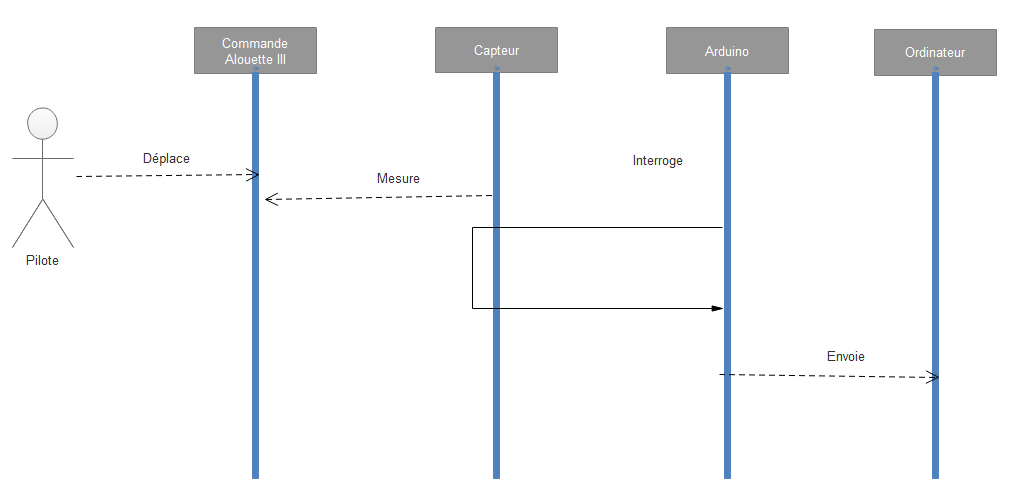 Commande
Alouette III
Capteur
Arduino
Ordinateur
Déplace
Mesure
Interroge
Pilote
Envoie